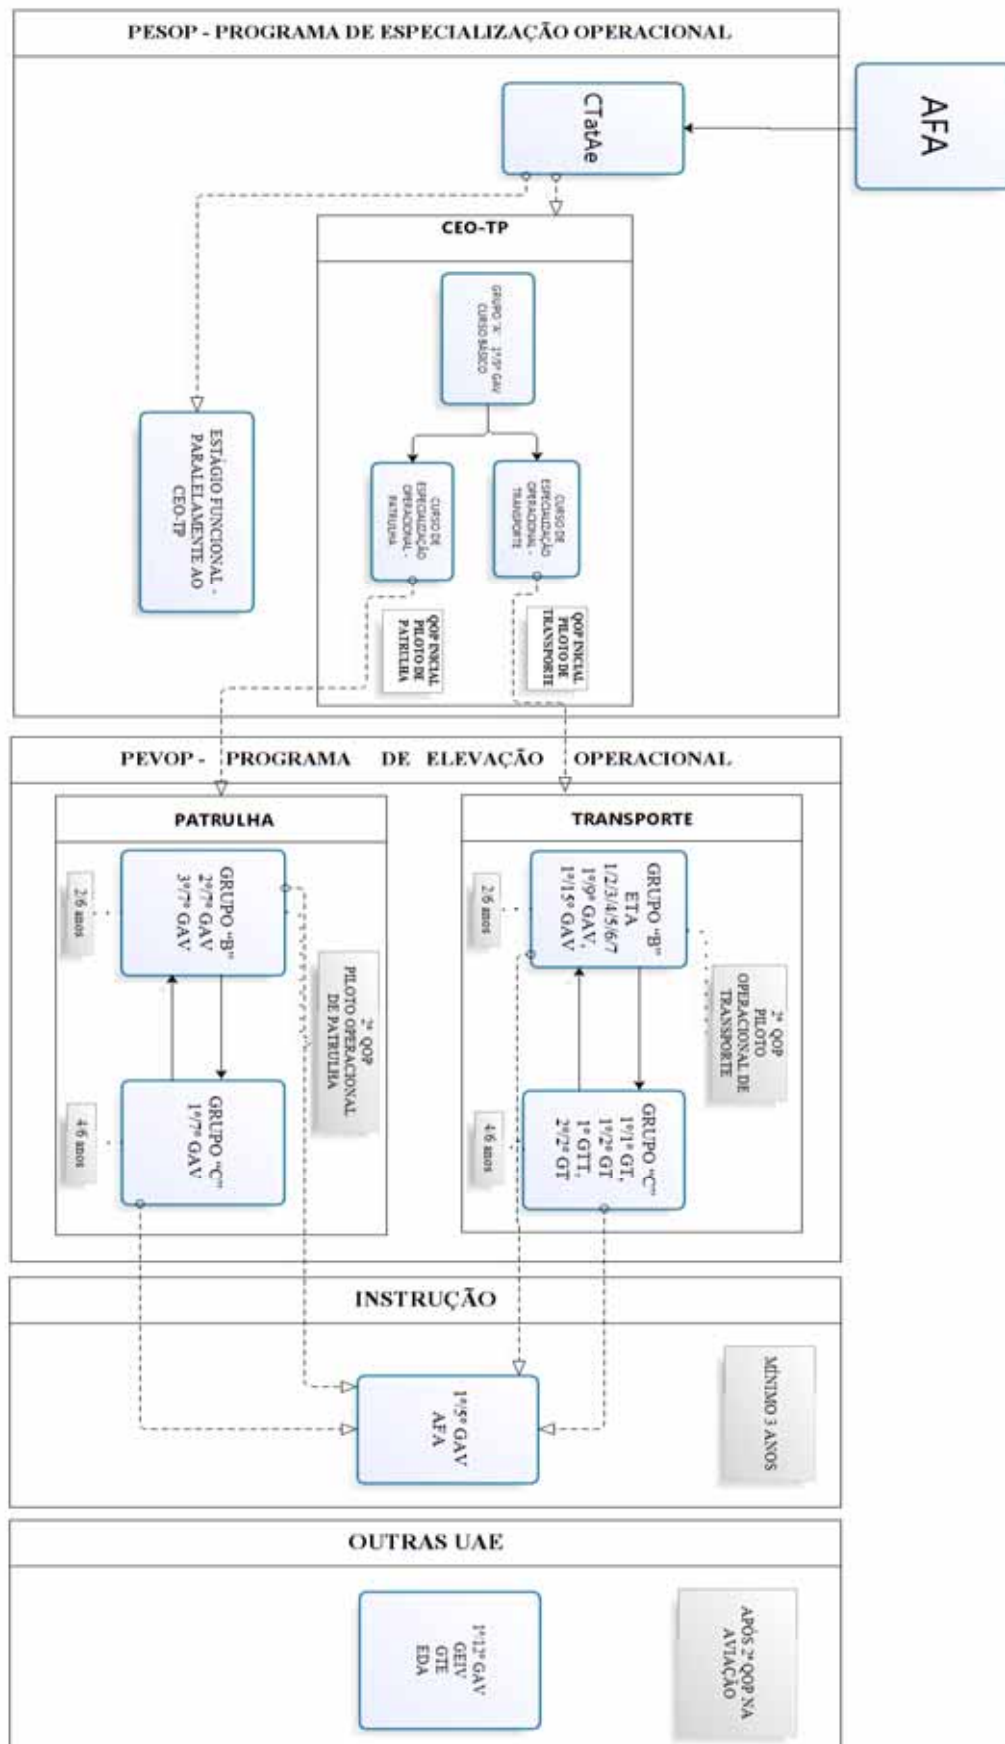 PESOP - PROGRAMA DE ESPECIALIZAÇÃO OPERACIONAL
AFA
CTatAe
CEO-TP
GRUPO "A" 1º/5º GAV
CURSO BÁSICO
CURSO DE
ESPECIALIZAÇÃO
OPERACIONAL -
TRANSPORTE
CURSO DE
ESPECIALIZAÇÃO
OPERACIONAL -
PATRULHA
QOP INICIAL
PILOTO DE
TRANSPORTE
QOP INICIAL
PILOTO DE
PATRULHA
ESTÁGIO FUNCIONAL -
PARALELAMENTE AO
CEO-TP
PEVOP - PROGRAMA DE ELEVAÇÃO OPERACIONAL
PATRULHA
GRUPO "B"
2º/7º GAV
3º/7º GAV
2/6 anos
2ª QOP
PILOTO OPERACIONAL
DE PATRULHA
GRUPO "C"
1º/7º GAV
4/6 anos
TRANSPORTE
GRUPO "B"
1/2/3/4/5/6/7
ETA
1º/9º GAV,
1º/15º GAV
2/6 anos
2ª QOP
PILOTO
OPERACIONAL DE
TRANSPORTE
GRUPO "C"
1º/1º GT,
1º/2º GT
1º GTT,
2º/2º GT
4/6 anos
INSTRUÇÃO
MÍNIMO 3 ANOS
1º/5º GAV
AFA
OUTRAS UAE
APÓS 2ª QOP NA
AVIAÇÃO
1º/12º GAV
GEIV
GTE
EDA